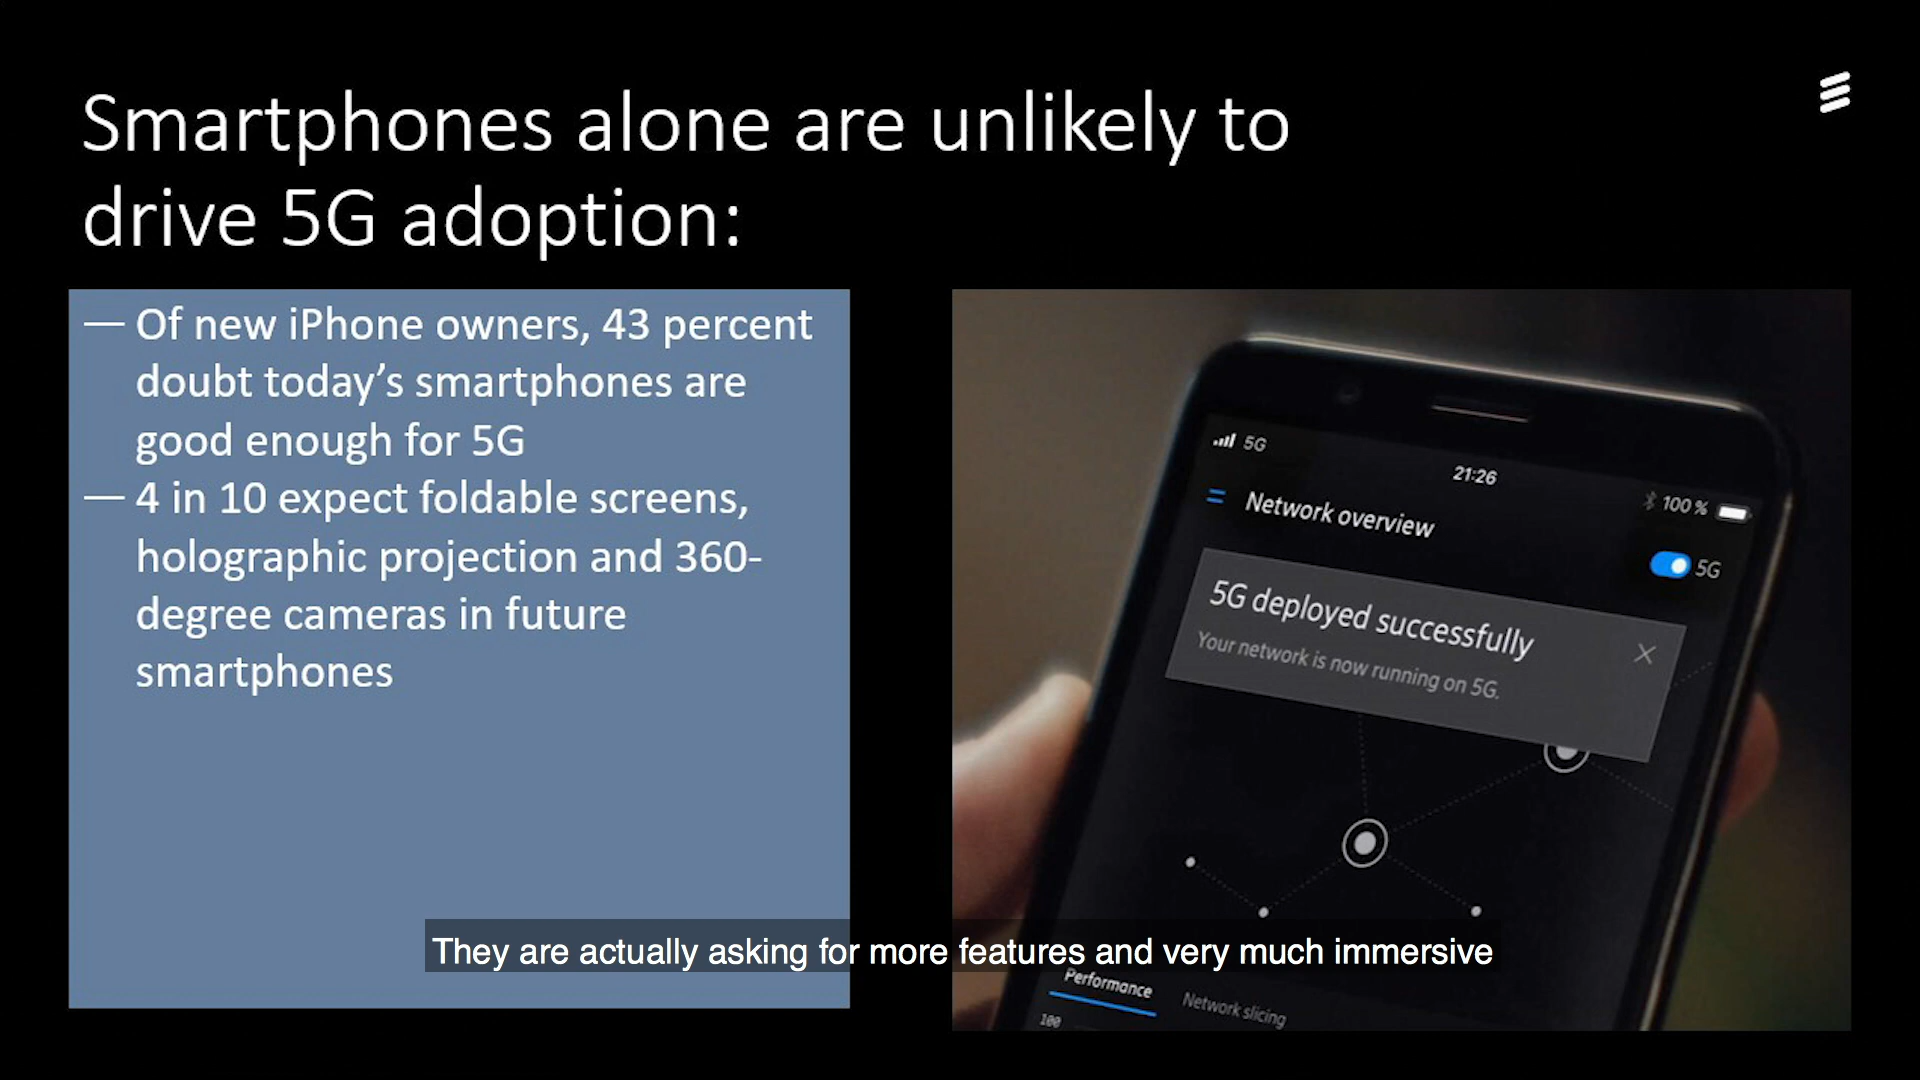 Smartphones alone are unlikely to
drive 5G adoption:
— Of new iPhone owners, 43 percent
doubt today’s smartphones are
good enough for 5G
— 4 in 10 expect foldable screens,
holographic projection and 360-
degree cameras in future
smartphones
5G
21:26
100 %
Network overview
5G
5G deployed successfully
Your network is now running on 5G.
They are actually asking for more features and very much immersive
Performance
Network slicing
100